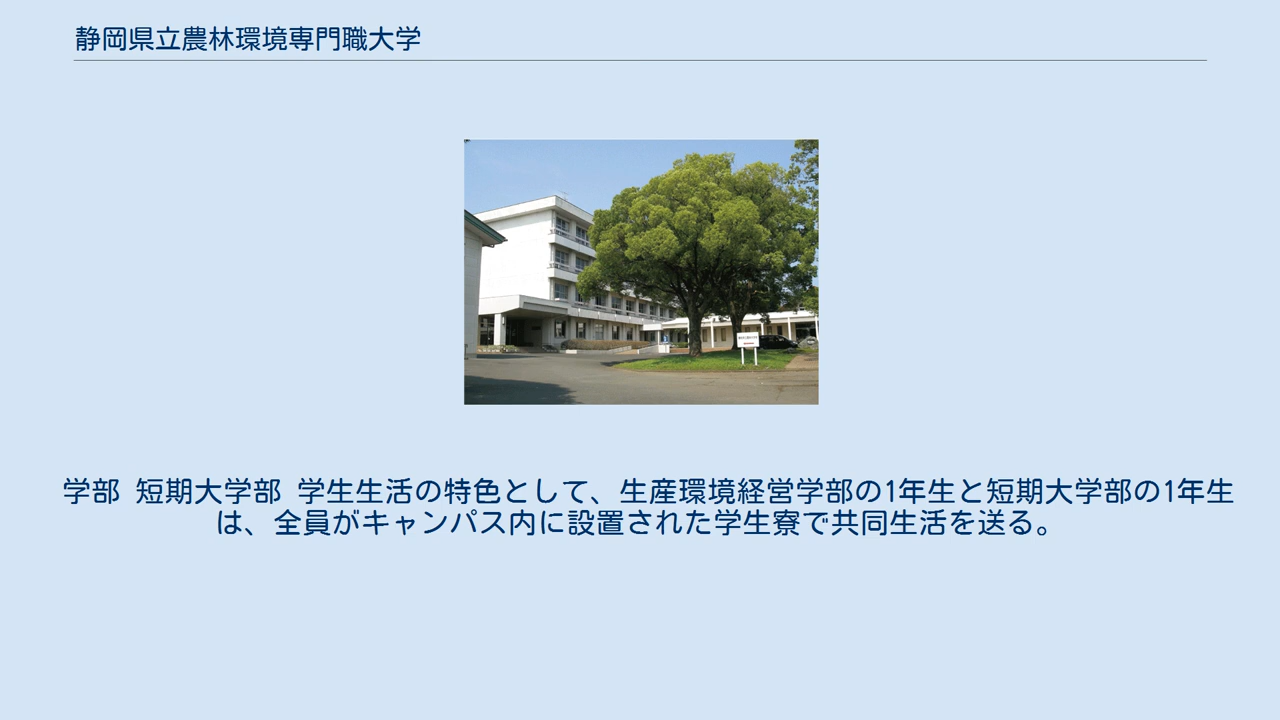 静岡県立農林環境専門職大学
学部 短期大学部 学生生活の特色として、生産環境経営学部の1年生と短期大学部の1年生
は、全員がキャンパス内に設置された学生寮で共同生活を送る。